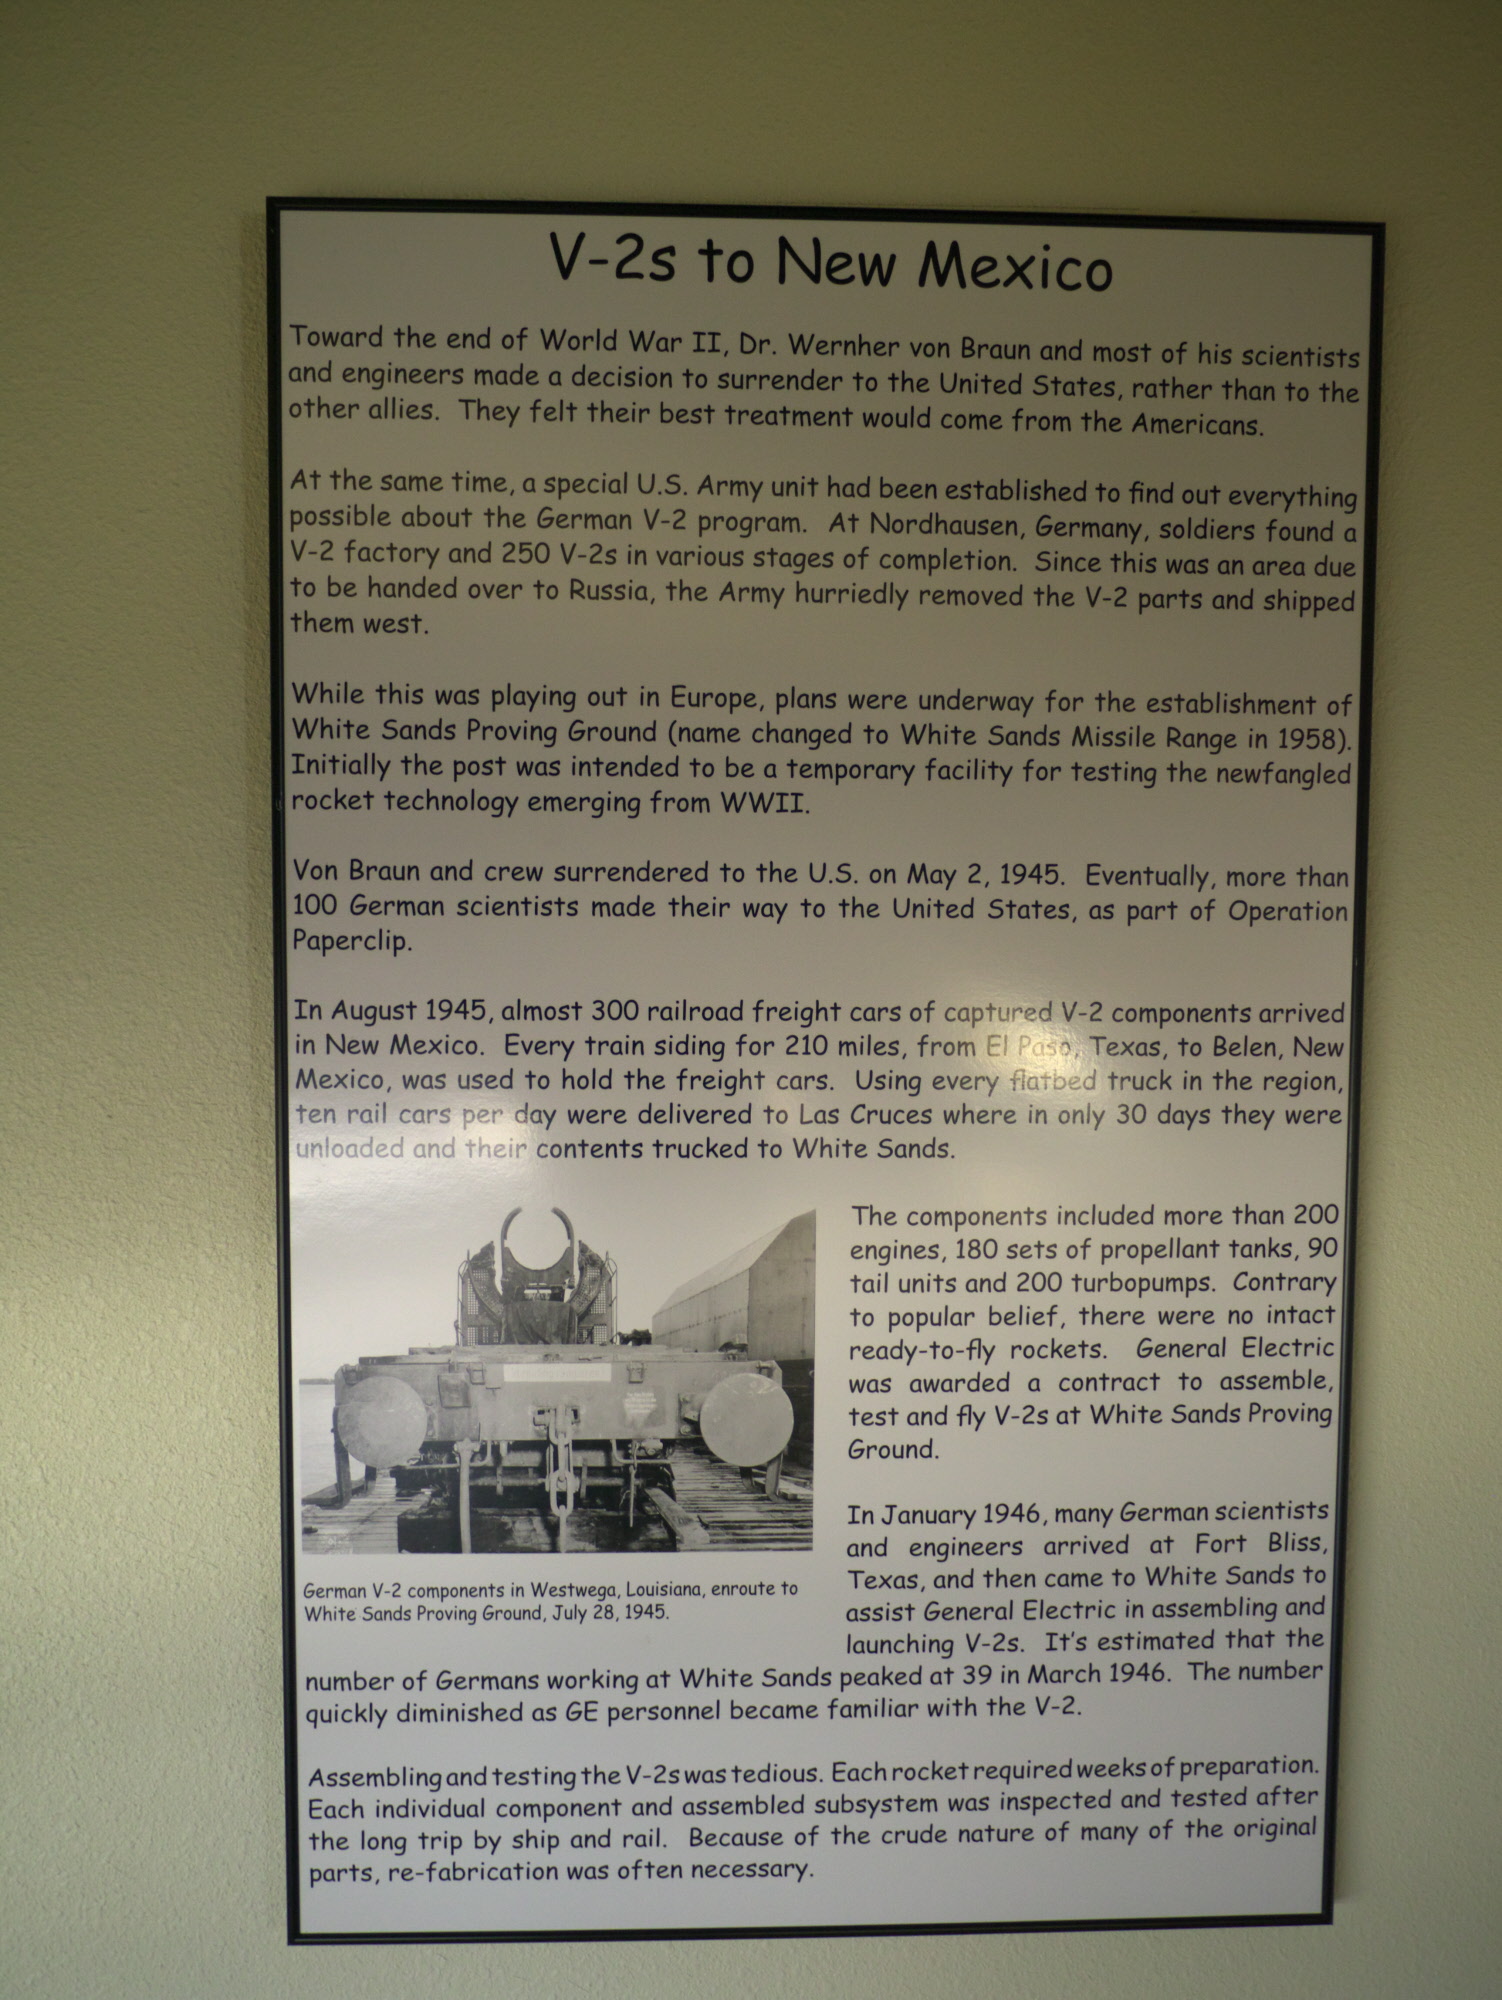 V-2s to New Mexico
Toward the end of World War II, Dr. Wernher von Braun and most of his scientists
and engineers made a decision to surrender to the United States, rather than to the
other allies. They felt their best treatment would come from the Americans.
At the same time, a special U.S. Army unit had been established to find out everything
possible about the German V-2 program. At Nordhausen, Germany, soldiers found a
V-2 factory and 250 V-2s in various stages of completion. Since this was an area due
to be handed over to Russia, the Army hurriedly removed the V-2 parts and shipped
them west.
While this was playing out in Europe, plans were underway for the establishment of
White Sands Proving Ground (name changed to White Sands Missile Range in 1958).
Initially the post was intended to be a temporary facility for testing the newfangled
rocket technology emerging from WWII.
Von Braun and crew surrendered to the U.S. on May 2, 1945. Eventually, more than
100 German scientists made their way to the United States, as part of Operation
Paperclip.
In August 1945, almost 300 railroad freight cars of captured V-2 components arrived
in New Mexico. Every train siding for 210 miles, from El Paso, Texas, to Belen, New
Mexico, was used to hold the freight cars. Using every flatbed truck in the region,
ten rail cars per day were delivered to Las Cruces where in only 30 days they were
unloaded and their contents trucked to White Sands.
The components included more than 200
engines, 180 sets of propellant tanks, 90
tail units and 200 turbopumps. Contrary
to popular belief, there were no intact
ready-to-fly rockets. General Electric
was awarded a contract to assemble,
test and fly V-2s at White Sands Proving
Ground.
German V-2 components in Westwega, Louisiana, enroute to
White Sands Proving Ground, July 28, 1945.
In January 1946, many German scientists
and engineers arrived at Fort Bliss,
Texas, and then came to White Sands to
assist General Electric in assembling and
launching V-2s. It's estimated that the
number of Germans working at White Sands peaked at 39 in March 1946. The number
quickly diminished as GE personnel became familiar with the V-2.
Assembling and testing the V-2s was tedious. Each rocket required weeks of preparation.
Each individual component and assembled subsystem was inspected and tested after
the long trip by ship and rail. Because of the crude nature of many of the original
parts, re-fabrication was often necessary.